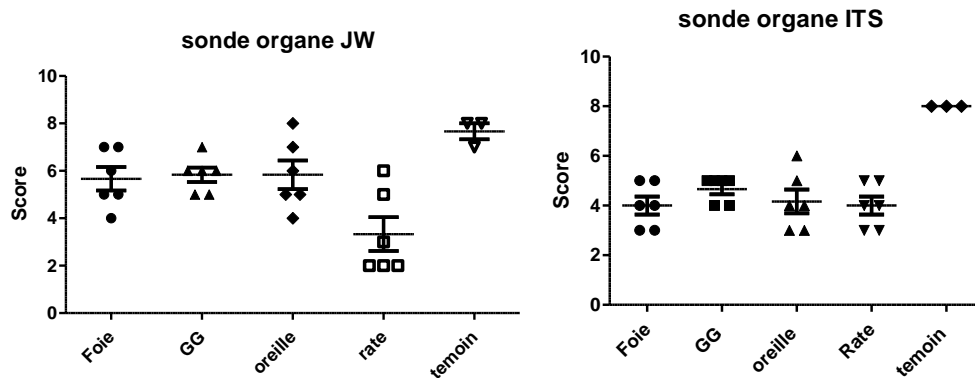 sonde organe JW
10
8
6
4
2
0
Score
Foie
GG
oreille
rate
temoin
sonde organe ITS
10
8
6
4
2
0
Score
Foie
GG
oreille
Rate
temoin